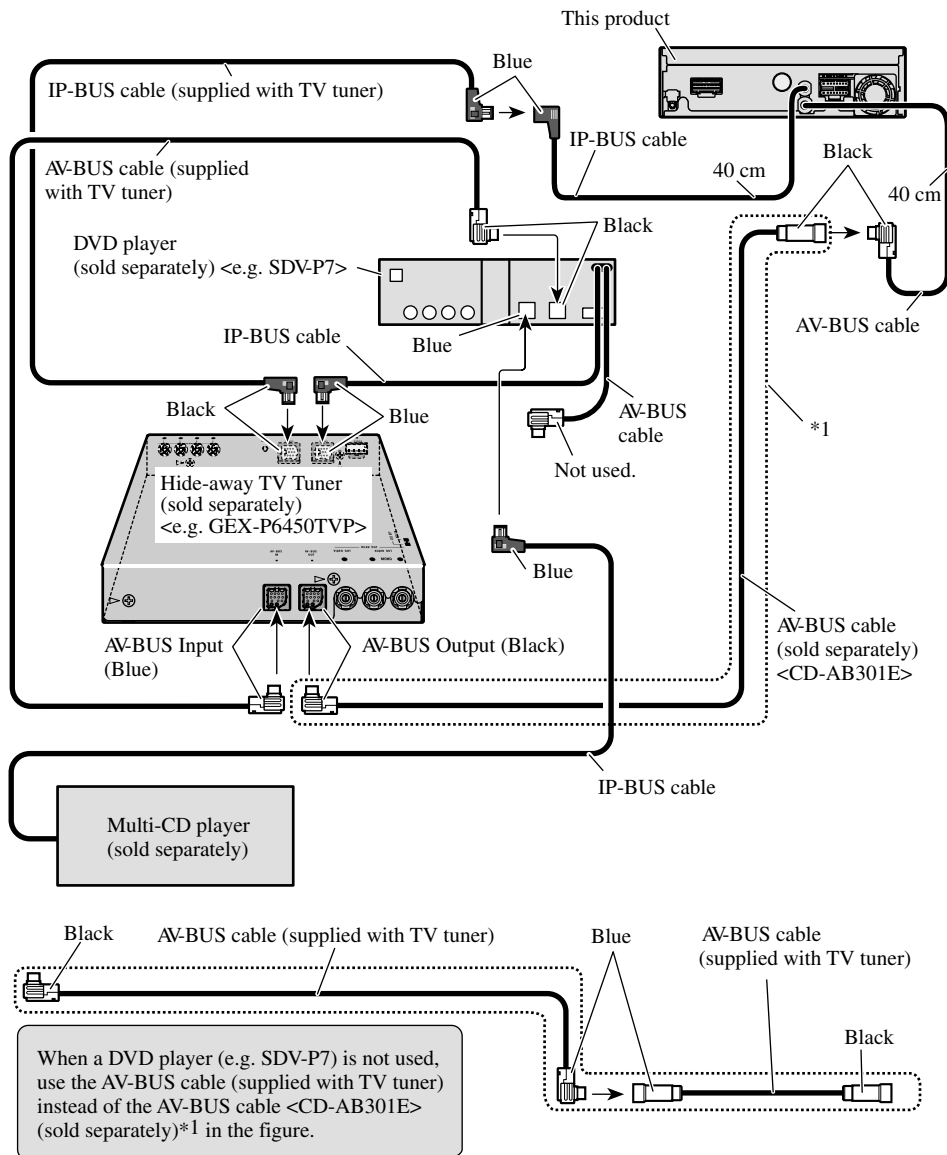 This product
IP-BUS cable (supplied with TV tuner)
Blue
IP-BUS cable
AV-BUS cable (supplied
with TV tuner)
40 cm
Black
40 cm
Black
DVD player
(sold separately) <e.g. SDV-P7>
AV-BUS cable
Blue
IP-BUS cable
Black
Blue
AV-BUS
cable
*1
Not used.
Hide-away TV Tuner
(sold separately)
<e.g. GEX-P6450TVP>
Blue
AV-BUS Input
(Blue)
AV-BUS Output (Black)
AV-BUS cable
(sold separately)
<CD-AB301E>
IP-BUS cable
Multi-CD player
(sold separately)
Black
AV-BUS cable (supplied with TV tuner)
Blue
AV-BUS cable
(supplied with TV tuner)
Black
When a DVD player (e.g. SDV-P7) is not used,
use the AV-BUS cable (supplied with TV tuner)
instead of the AV-BUS cable <CD-AB301E>
(sold separately)*1 in the figure.